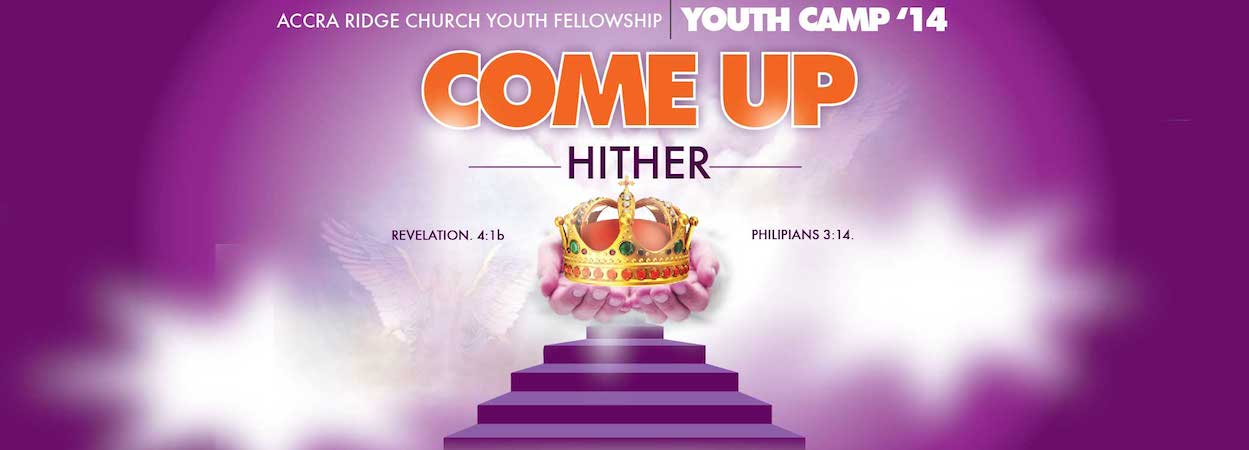 ACCRA RIDGE CHURCH YOUTH FELLOWSHIP | YOUTH CAMP ‘14
COME UP
HITHER
REVELATION. 4:1b
PHILIPIANS 3:14.